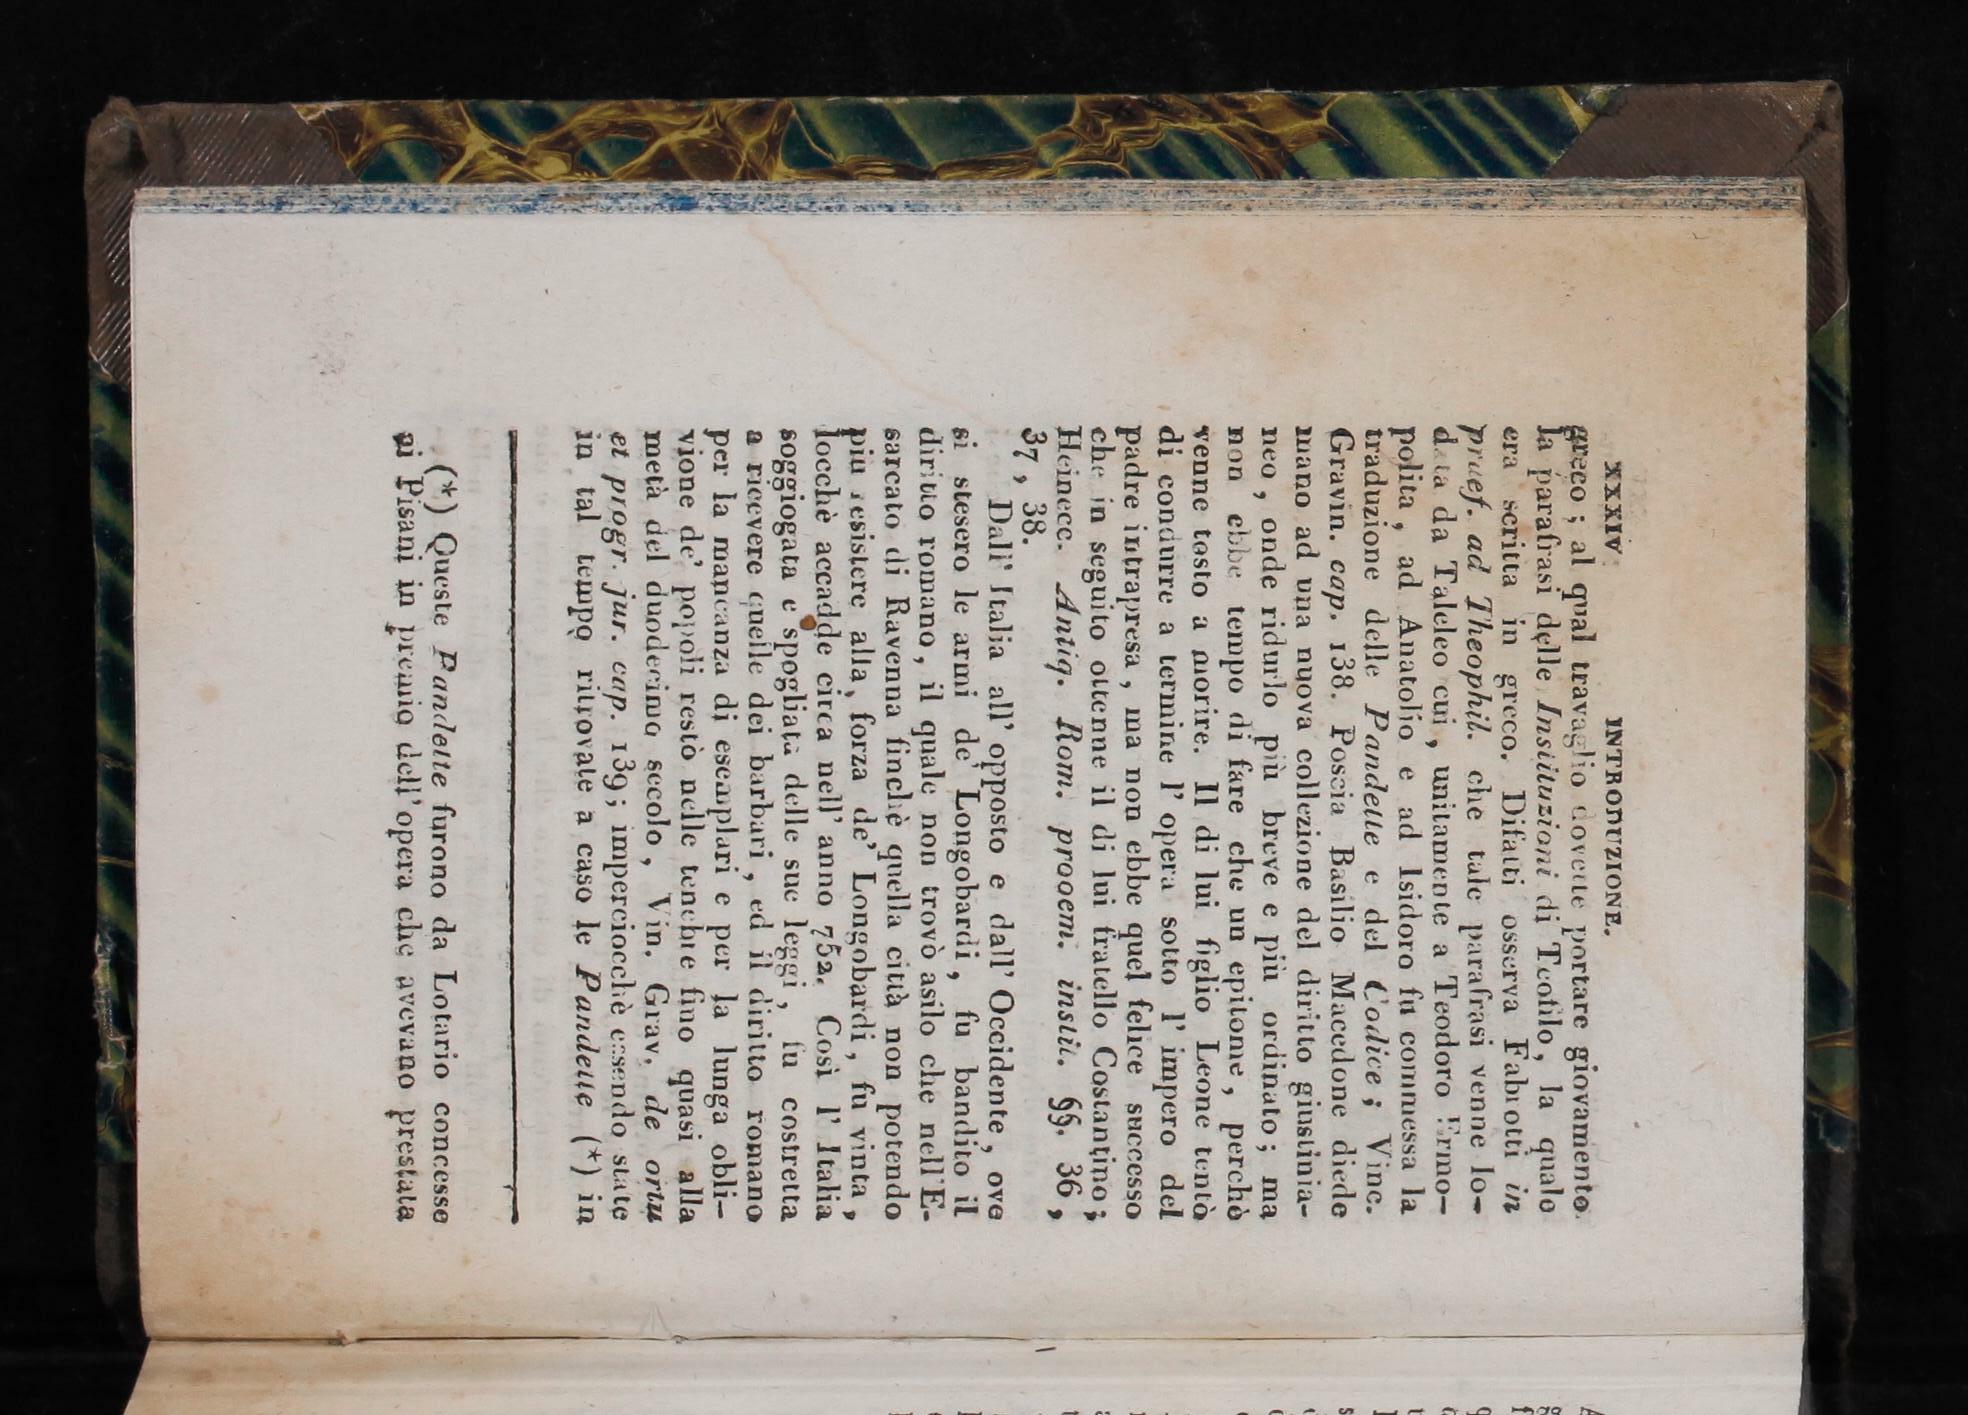 XXXIV INTRODUZIONE.
greco; al qual travaglio dovette portare giovamento
la parafrasi delle Instituzioni di Teofilo, la quale
era scritta in greco. Difatti osserva Fabrotti in
praef. ad Theophil. che tale parafrasi venne lo-
data da Taleleo cui, unitamente a Teodoro Ermo-
polita, ad Anatolio e ad Isidoro fu commessa la
traduzione delle Pandette e del Codice; Vinc.
Gravin. cap. 138. Poscia Basilio Macedone diede
mano ad una nuova collezione del diritto giustinia-
neo, onde ridurlo più breve e più ordinato; ma
non ebbe tempo di fare che un epitome, perchè
venne tosto a morire. Il di lui figlio Leone tentò
di condurre a termine l' opera sotto l' impero del
padre intrapresa, ma non ebbe quel felice successo
che in seguito ottenne il di lui fratello Costantino;
Heinecc. Antiq. Rom. prooem. instit. §§. 36,
37, 38.
Dall' Italia all' opposto e dall' Occidente, ove
si stesero le armi de' Longobardi, fu bandito il
diritto romano, il quale non trovò asilo che nell'E-
sarcato di Ravenna finchè quella città non potendo
più resistere alla forza de' Longobardi, fu vinta,
locchè accadde circa nell' anno 752. Così l' Italia
soggiogata e spogliata delle sue leggi, fu costretta
a ricevere quelle dei barbari, ed il diritto romano
per la mancanza di esemplari e per la lunga obli-
vione de' popoli restò nelle tenebre fino quasi alla
metà del duodecimo secolo, Vin. Grav. de ortu
et progr. jur. cap. 139; imperciocchè essendo state
in tal tempo ritrovate a caso le Pandette (*) in
(*) Queste Pandette furono da Lotario concesse
ai Pisani in premio dell' opera che avevano prestata